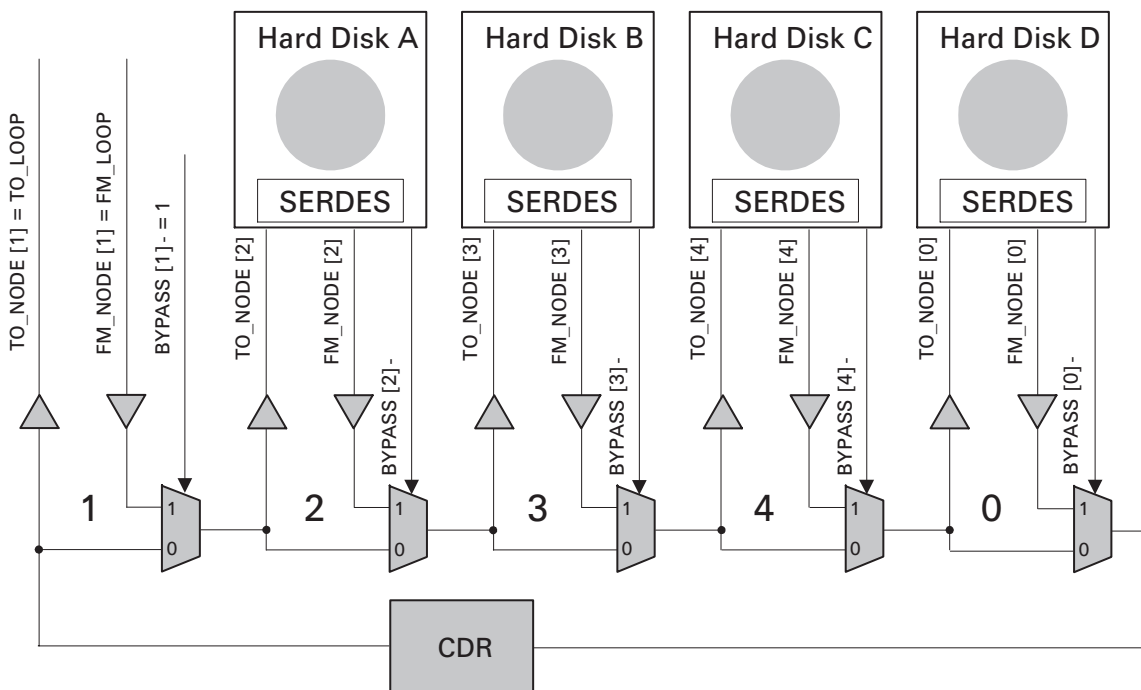 Hard Disk A
Hard Disk B
Hard Disk C
Hard Disk D
SERDES
SERDES
SERDES
SERDES
TO_NODE [1] = TO_LOOP
FM_NODE [1] = FM_LOOP
BYPASS [1]- = 1
TO_NODE [2]
FM_NODE [2]
BYPASS [2]-
TO_NODE [3]
FM_NODE [3]
BYPASS [3]-
TO_NODE [4]
FM_NODE [4]
BYPASS [4]-
TO_NODE [0]
FM_NODE [0]
BYPASS [0]-
1
1
0
2
1
0
3
1
0
4
1
0
0
1
0
CDR